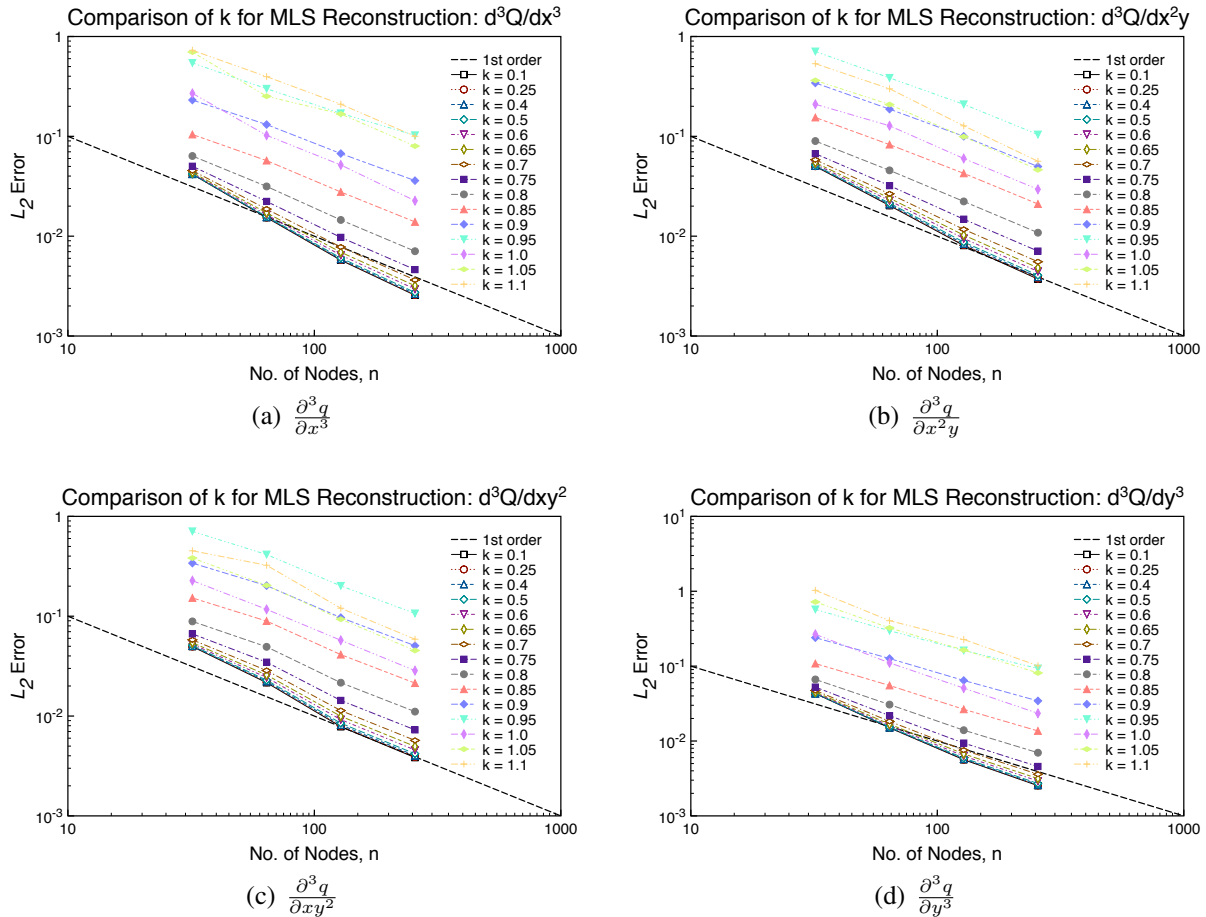 Comparison of k for MLS Reconstruction: d³Q/dx³
1
10⁻¹
10⁻²
10⁻³
L₂ Error
10
100
1000
No. of Nodes, n
1st order
k = 0.1
k = 0.25
k = 0.4
k = 0.5
k = 0.6
k = 0.65
k = 0.7
k = 0.75
k = 0.8
k = 0.85
k = 0.9
k = 0.95
k = 1.0
k = 1.05
k = 1.1
(a) ∂³q/∂x³
Comparison of k for MLS Reconstruction: d³Q/dx²y
1
10⁻¹
10⁻²
10⁻³
L₂ Error
10
100
1000
No. of Nodes, n
1st order
k = 0.1
k = 0.25
k = 0.4
k = 0.5
k = 0.6
k = 0.65
k = 0.7
k = 0.75
k = 0.8
k = 0.85
k = 0.9
k = 0.95
k = 1.0
k = 1.05
k = 1.1
(b) ∂³q/∂x²y
Comparison of k for MLS Reconstruction: d³Q/dxy²
1
10⁻¹
10⁻²
10⁻³
L₂ Error
10
100
1000
No. of Nodes, n
1st order
k = 0.1
k = 0.25
k = 0.4
k = 0.5
k = 0.6
k = 0.65
k = 0.7
k = 0.75
k = 0.8
k = 0.85
k = 0.9
k = 0.95
k = 1.0
k = 1.05
k = 1.1
(c) ∂³q/∂xy²
Comparison of k for MLS Reconstruction: d³Q/dy³
10¹
1
10⁻¹
10⁻²
10⁻³
L₂ Error
10
100
1000
No. of Nodes, n
1st order
k = 0.1
k = 0.25
k = 0.4
k = 0.5
k = 0.6
k = 0.65
k = 0.7
k = 0.75
k = 0.8
k = 0.85
k = 0.9
k = 0.95
k = 1.0
k = 1.05
k = 1.1
(d) ∂³q/∂y³